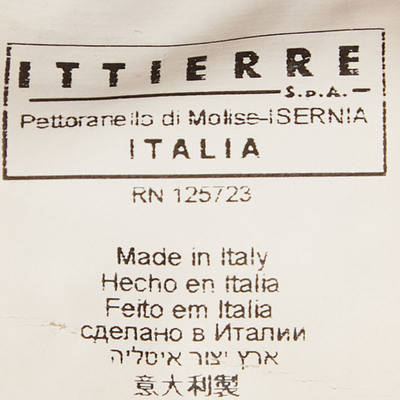 ITTIERRE
S.p.A.
Pettoranello di Molise-ISERNIA
ITALIA
RN 125723
Made in Italy
Hecho en Italia
Feito em Italia
сделано в Италии
ארץ יצור איטליה
意大利製